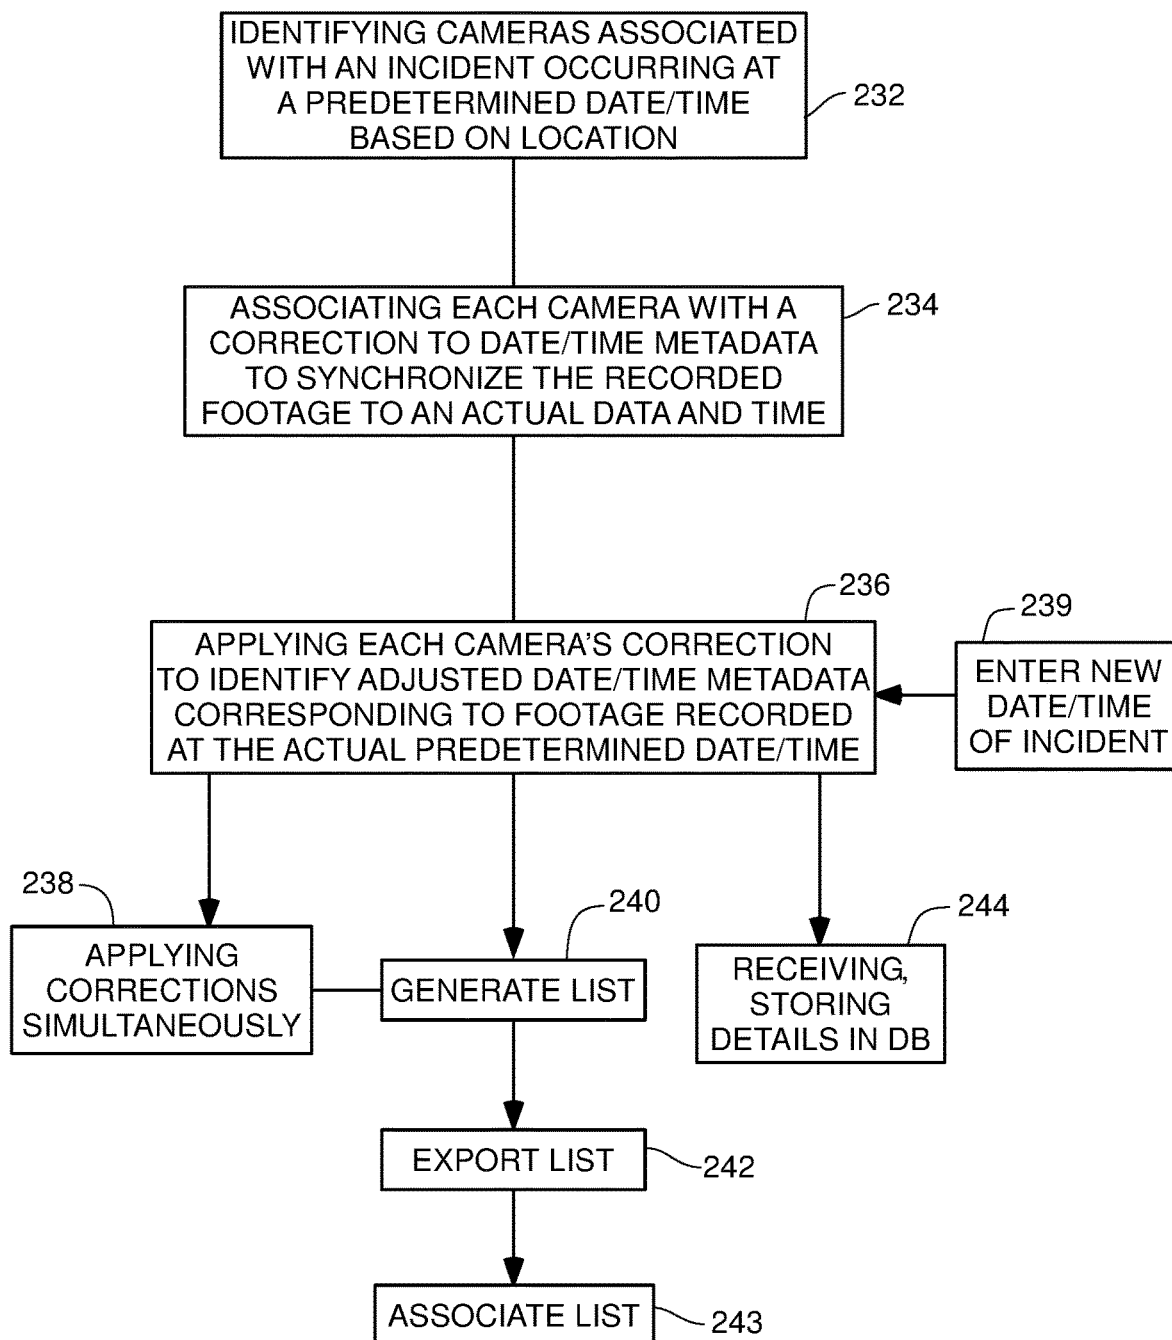 IDENTIFYING CAMERAS ASSOCIATED
WITH AN INCIDENT OCCURRING AT
A PREDETERMINED DATE/TIME
BASED ON LOCATION
232
ASSOCIATING EACH CAMERA WITH A
CORRECTION TO DATE/TIME METADATA
TO SYNCHRONIZE THE RECORDED
FOOTAGE TO AN ACTUAL DATA AND TIME
234
236
APPLYING EACH CAMERA'S CORRECTION
TO IDENTIFY ADJUSTED DATE/TIME METADATA
CORRESPONDING TO FOOTAGE RECORDED
AT THE ACTUAL PREDETERMINED DATE/TIME
239
ENTER NEW
DATE/TIME
OF INCIDENT
238
APPLYING
CORRECTIONS
SIMULTANEOUSLY
240
GENERATE LIST
244
RECEIVING,
STORING
DETAILS IN DB
EXPORT LIST
242
ASSOCIATE LIST
243